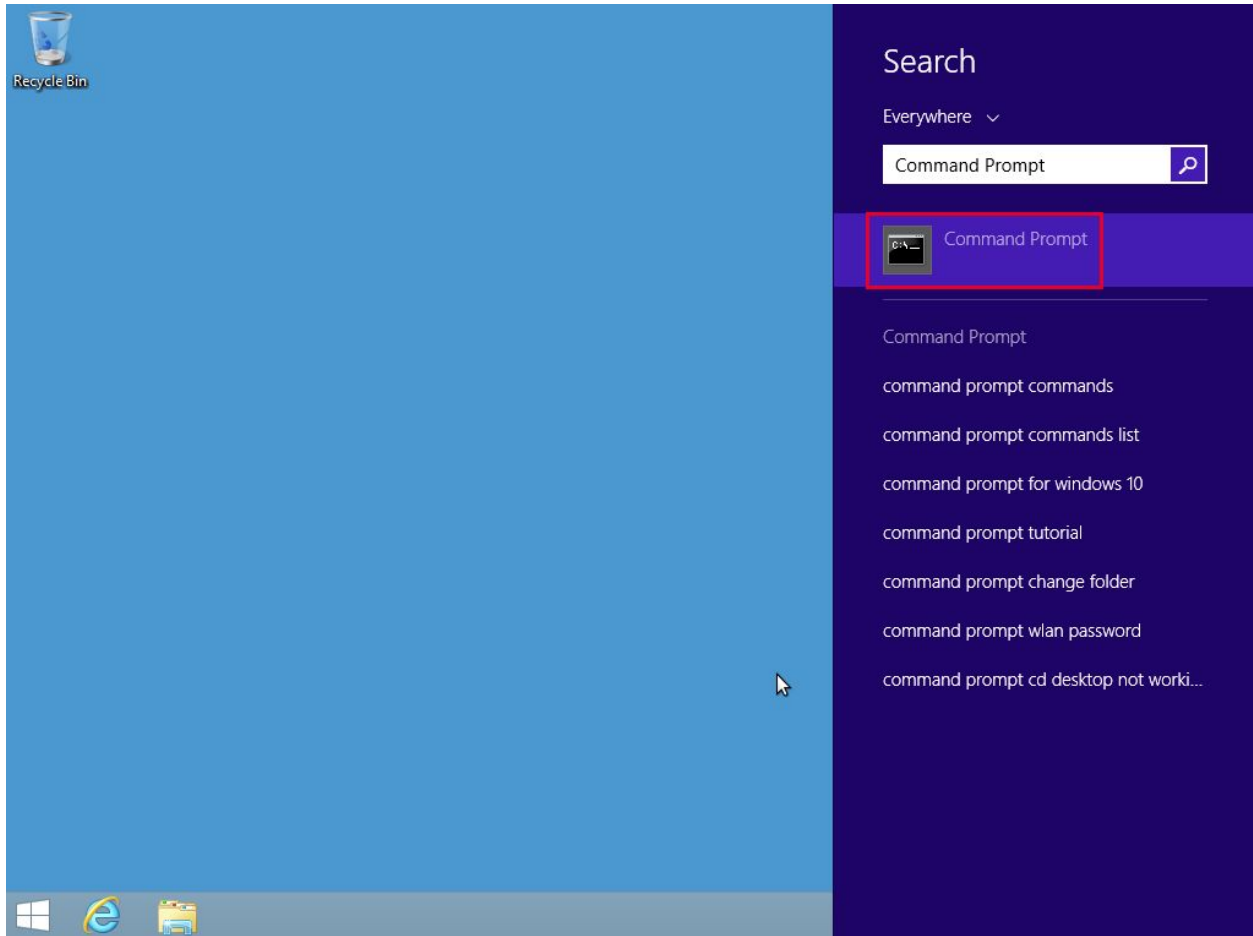 Recycle Bin
Search
Everywhere
Command Prompt
C:\_
Command Prompt
Command Prompt
command prompt commands
command prompt commands list
command prompt for windows 10
command prompt tutorial
command prompt change folder
command prompt wlan password
command prompt cd desktop not worki...